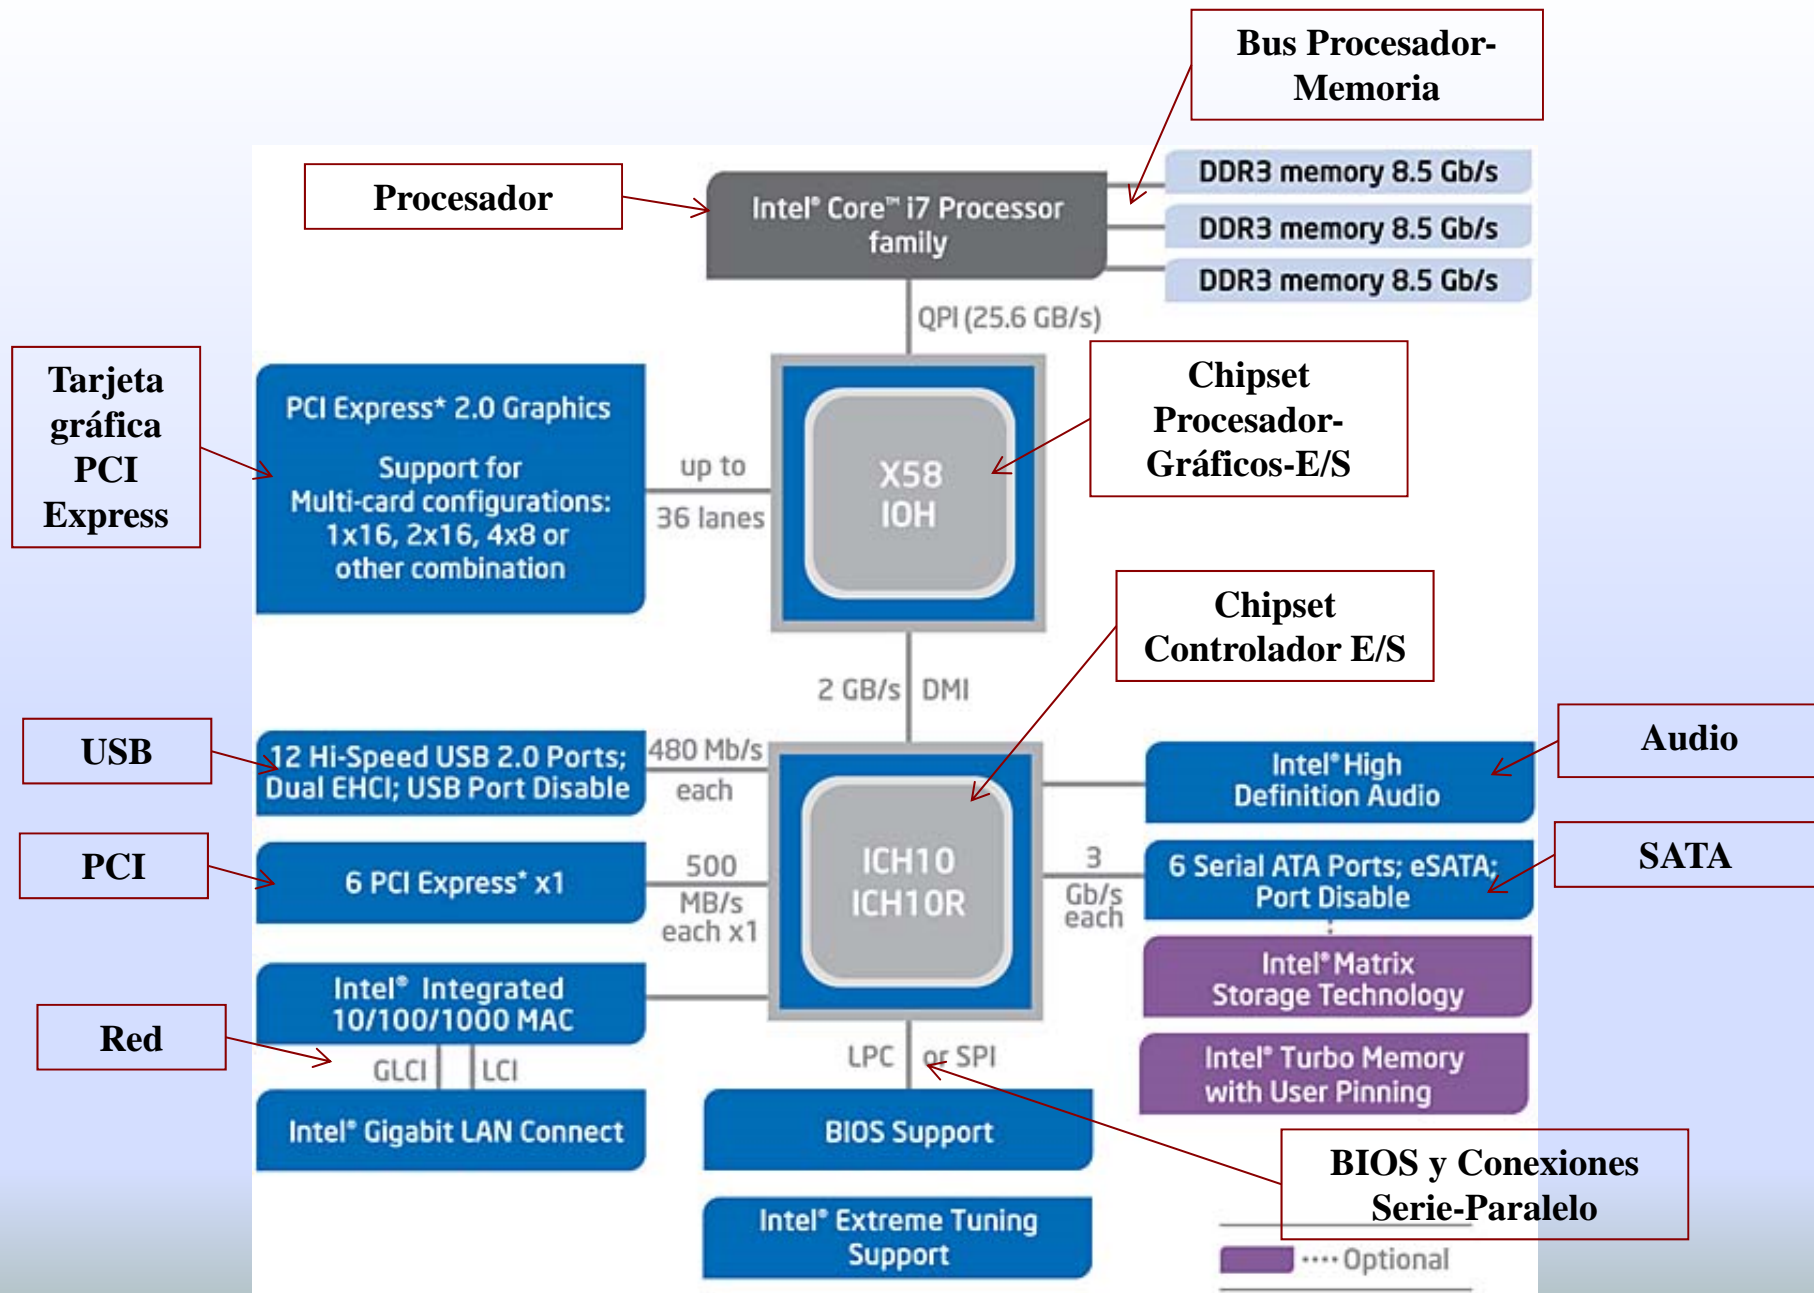 Bus Procesador-
Memoria
Procesador
Intel® Core™ i7 Processor
family
DDR3 memory 8.5 Gb/s
DDR3 memory 8.5 Gb/s
DDR3 memory 8.5 Gb/s
QPI (25.6 GB/s)
Tarjeta
gráfica
PCI
Express
PCI Express* 2.0 Graphics
Support for
Multi-card configurations:
1x16, 2x16, 4x8 or
other combination
up to
36 lanes
X58
IOH
Chipset
Procesador-
Gráficos-E/S
Chipset
Controlador E/S
2 GB/s DMI
USB
12 Hi-Speed USB 2.0 Ports;
Dual EHCI; USB Port Disable
480 Mb/s
each
Intel® High
Definition Audio
Audio
PCI
6 PCI Express* x1
500
MB/s
each x1
ICH10
ICH10R
3
Gb/s
each
6 Serial ATA Ports; eSATA;
Port Disable
SATA
Intel® Matrix
Storage Technology
Red
Intel® Integrated
10/100/1000 MAC
GLCI LCI
Intel® Gigabit LAN Connect
LPC or SPI
BIOS Support
Intel® Turbo Memory
with User Pinning
BIOS y Conexiones
Serie-Paralelo
Intel® Extreme Tuning
Support
Optional